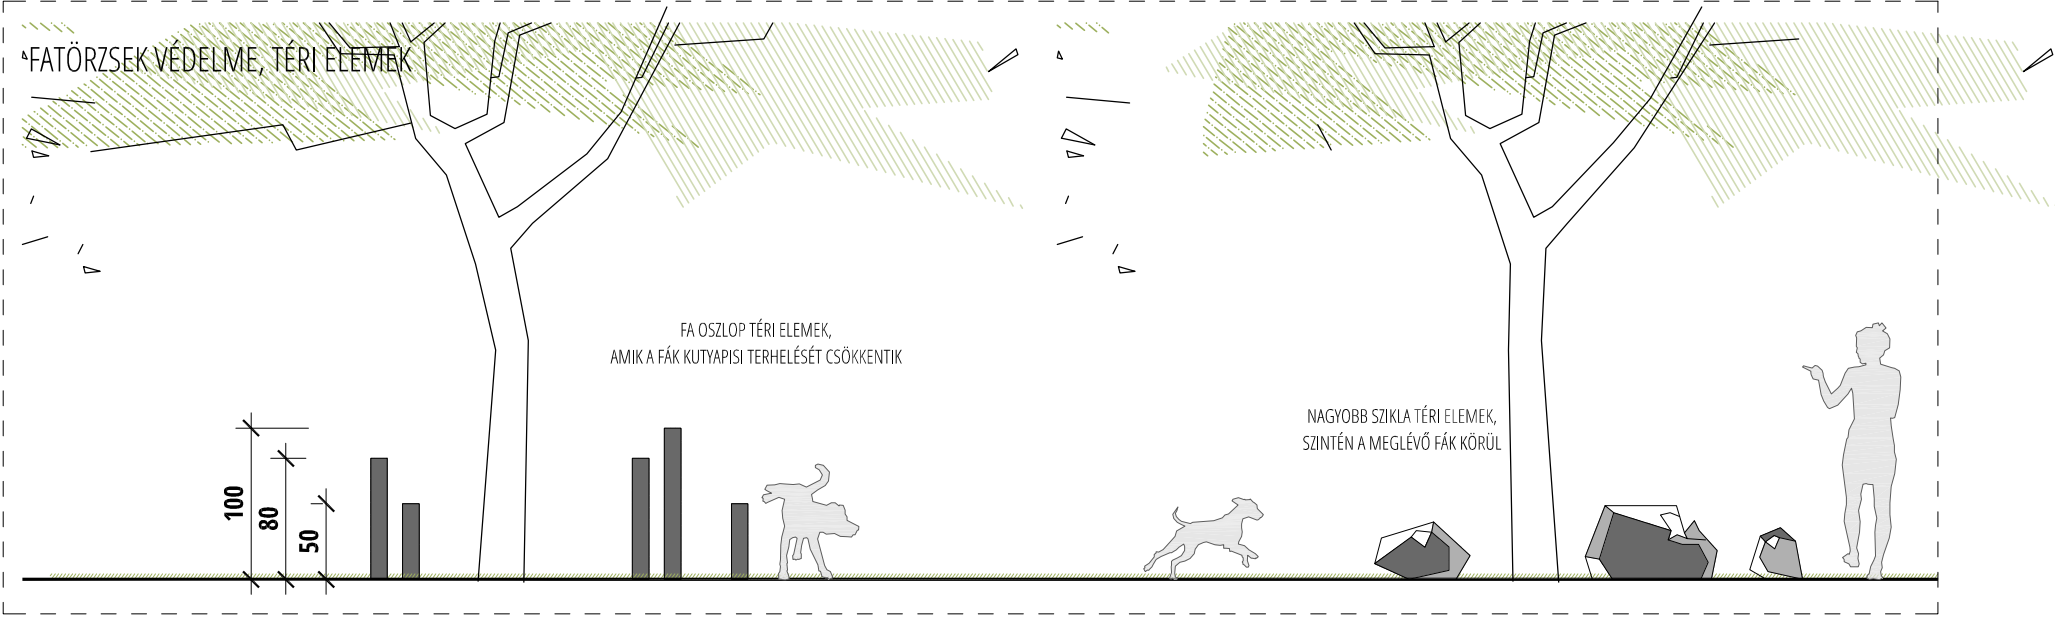 FATÖRZSEK VÉDELME, TÉRI ELEMEK
FA OSZLOP TÉRI ELEMEK,
AMIK A FÁK KUTYAPISI TERHELÉSÉT CSÖKKENTIK
NAGYOBB SZIKLA TÉRI ELEMEK,
SZINTÉN A MEGLÉVŐ FÁK KÖRÜL
100
80
50